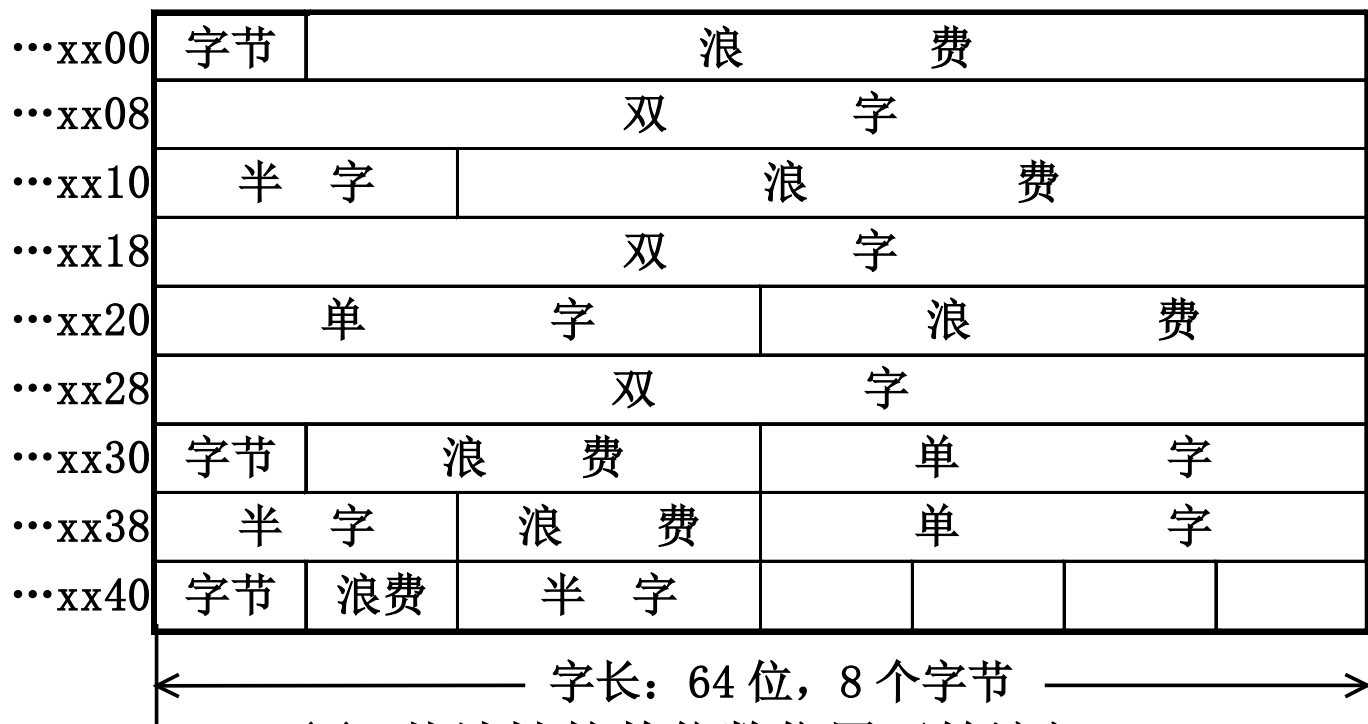 …xx00 字节 浪 费
…xx08 双 字
…xx10 半 字 浪 费
…xx18 双 字
…xx20 单 字 浪 费
…xx28 双 字
…xx30 字节 浪 费 单 字
…xx38 半 字 浪 费 单 字
…xx40 字节 浪费 半 字
字长：64 位，8 个字节